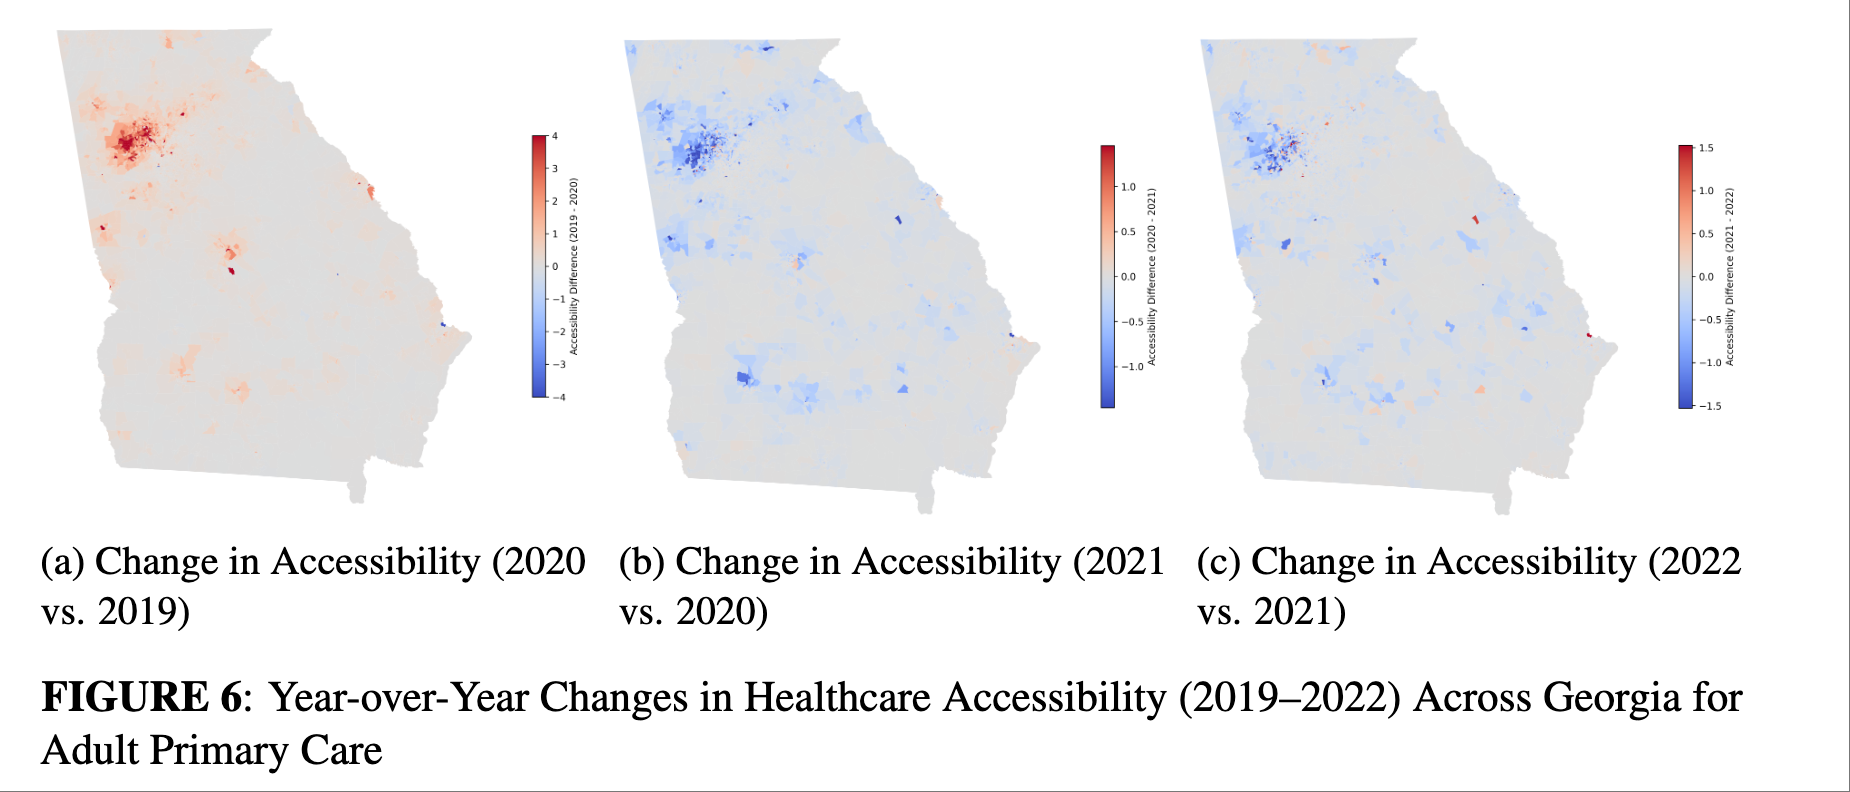 4
3
2
1
0
−1
−2
−3
−4
Accessibility Difference (2019 - 2020)
1.0
0.5
0.0
−0.5
−1.0
Accessibility Difference (2020 - 2021)
1.5
1.0
0.5
0.0
−0.5
−1.0
−1.5
Accessibility Difference (2021 - 2022)
(a) Change in Accessibility (2020
vs. 2019)
(b) Change in Accessibility (2021
vs. 2020)
(c) Change in Accessibility (2022
vs. 2021)
FIGURE 6: Year-over-Year Changes in Healthcare Accessibility (2019–2022) Across Georgia for
Adult Primary Care